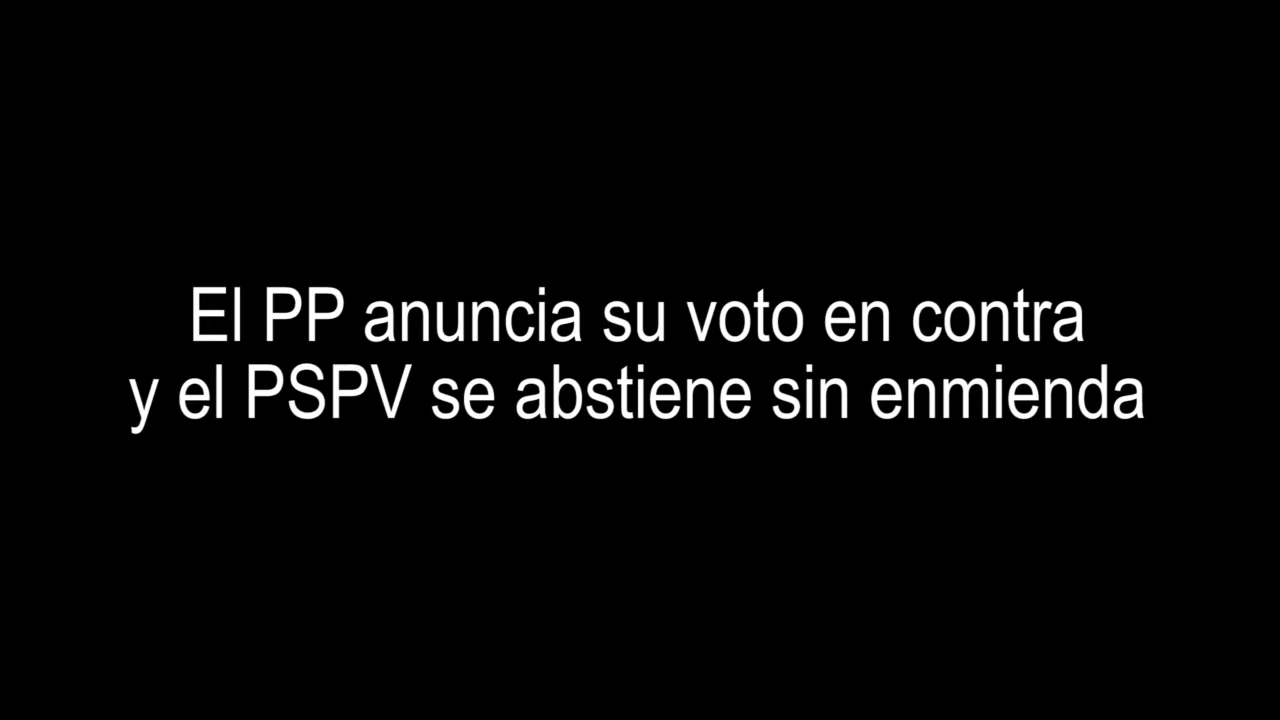 El PP anuncia su voto en contra
y el PSPV se abstiene sin enmienda